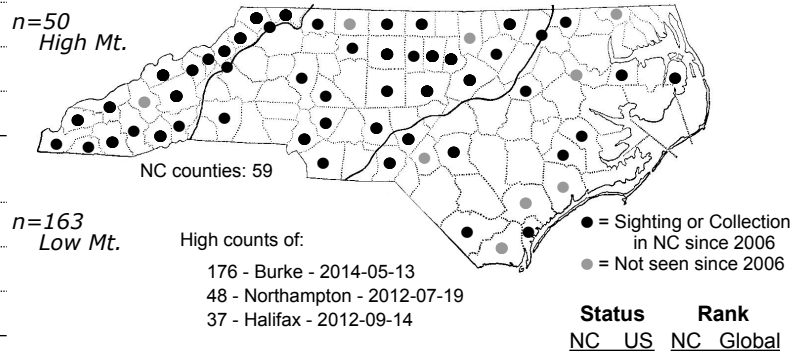 n=50
High Mt.
NC counties: 59
n=163
Low Mt.
High counts of:
176 - Burke - 2014-05-13
48 - Northampton - 2012-07-19
37 - Halifax - 2012-09-14
= Sighting or Collection
in NC since 2006
= Not seen since 2006
Status Rank
NC US NC Global